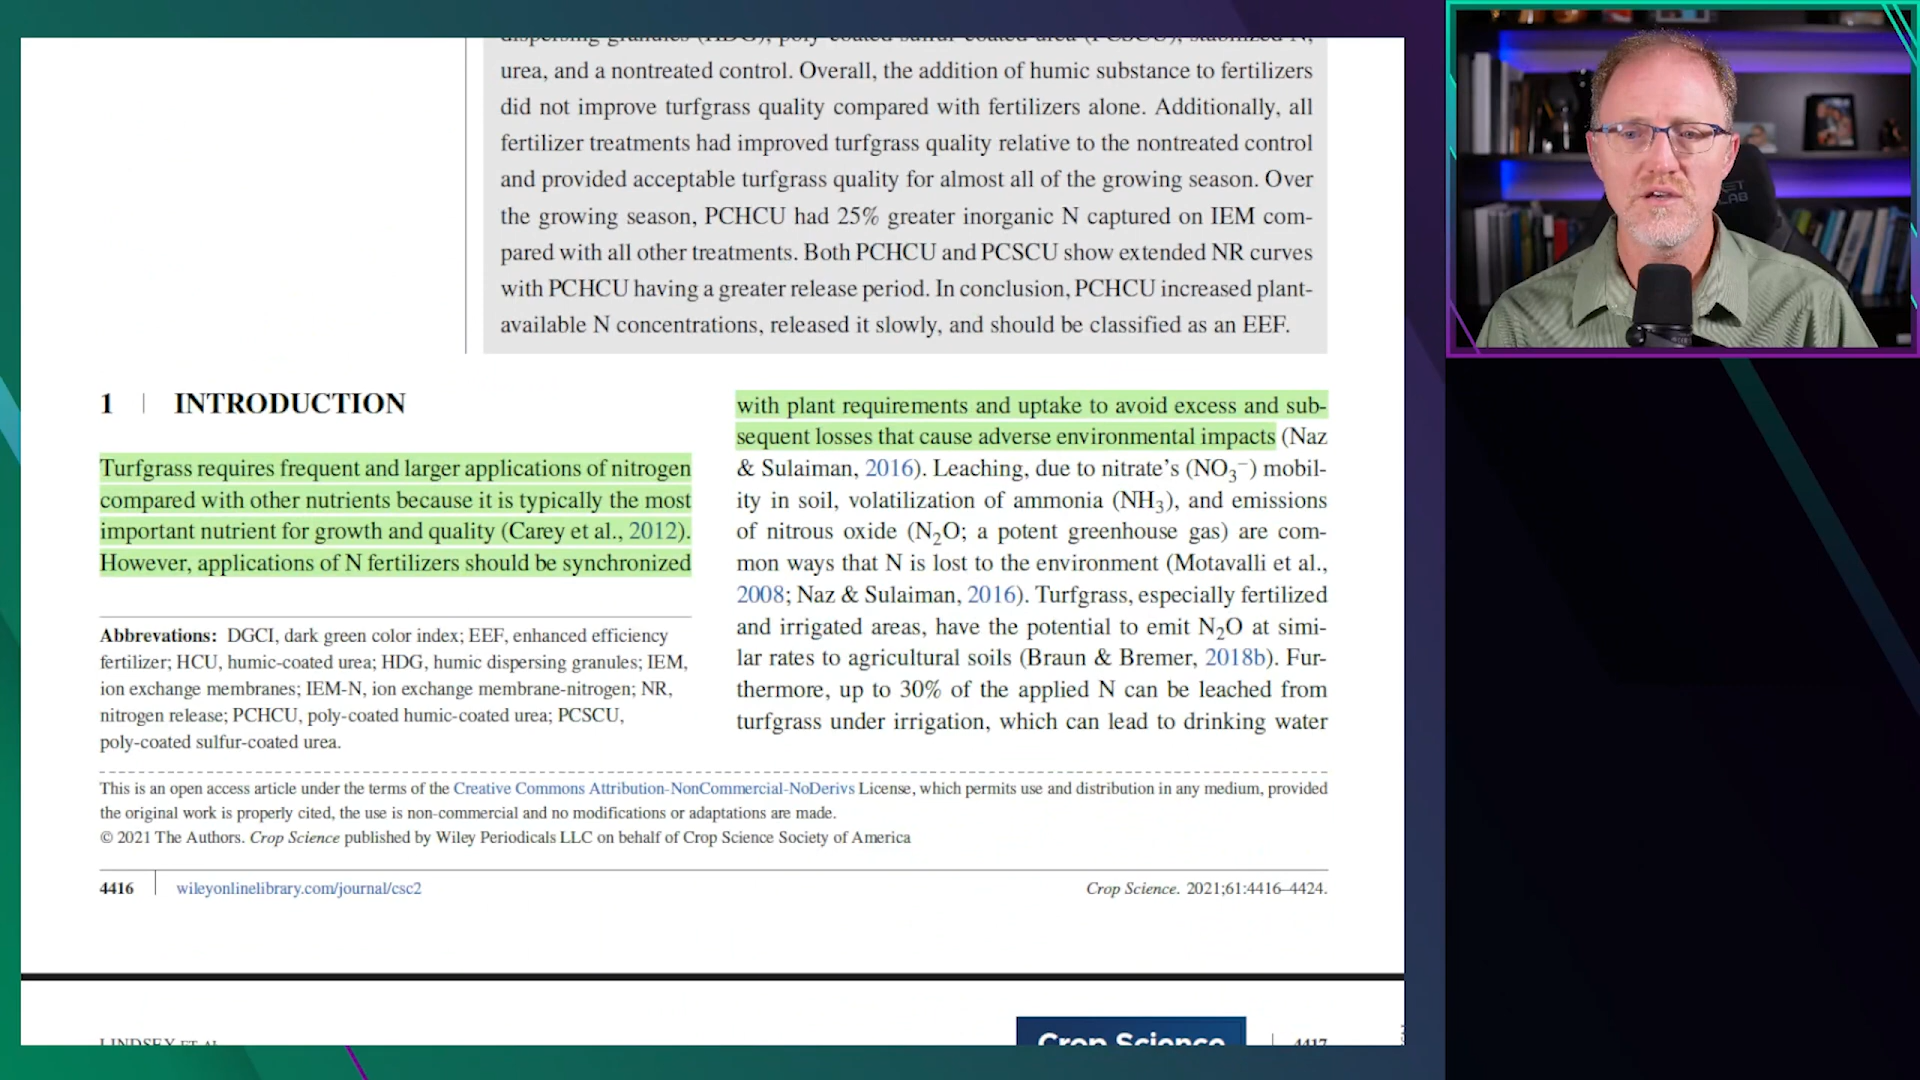 dispersing granules (HDG), poly-coated sulfur-coated urea (PCSCU), stabilized N,
urea, and a nontreated control. Overall, the addition of humic substance to fertilizers
did not improve turfgrass quality compared with fertilizers alone. Additionally, all
fertilizer treatments had improved turfgrass quality relative to the nontreated control
and provided acceptable turfgrass quality for almost all of the growing season. Over
the growing season, PCHCU had 25% greater inorganic N captured on IEM com-
pared with all other treatments. Both PCHCU and PCSCU show extended NR curves
with PCHCU having a greater release period. In conclusion, PCHCU increased plant-
available N concentrations, released it slowly, and should be classified as an EEF.
1 | INTRODUCTION
Turfgrass requires frequent and larger applications of nitrogen
compared with other nutrients because it is typically the most
important nutrient for growth and quality (Carey et al., 2012).
However, applications of N fertilizers should be synchronized
Abbrevations: DGCI, dark green color index; EEF, enhanced efficiency
fertilizer; HCU, humic-coated urea; HDG, humic dispersing granules; IEM,
ion exchange membranes; IEM-N, ion exchange membrane-nitrogen; NR,
nitrogen release; PCHCU, poly-coated humic-coated urea; PCSCU,
poly-coated sulfur-coated urea.
with plant requirements and uptake to avoid excess and sub-
sequent losses that cause adverse environmental impacts (Naz
& Sulaiman, 2016). Leaching, due to nitrate's (NO₃⁻) mobil-
ity in soil, volatilization of ammonia (NH₃), and emissions
of nitrous oxide (N₂O; a potent greenhouse gas) are com-
mon ways that N is lost to the environment (Motavalli et al.,
2008; Naz & Sulaiman, 2016). Turfgrass, especially fertilized
and irrigated areas, have the potential to emit N₂O at simi-
lar rates to agricultural soils (Braun & Bremer, 2018b). Fur-
thermore, up to 30% of the applied N can be leached from
turfgrass under irrigation, which can lead to drinking water
This is an open access article under the terms of the Creative Commons Attribution-NonCommercial-NoDerivs License, which permits use and distribution in any medium, provided
the original work is properly cited, the use is non-commercial and no modifications or adaptations are made.
© 2021 The Authors. Crop Science published by Wiley Periodicals LLC on behalf of Crop Science Society of America
4416 | wileyonlinelibrary.com/journal/csc2
Crop Science. 2021;61:4416–4424.
LINDSEY ET AL.
Crop Science
4417